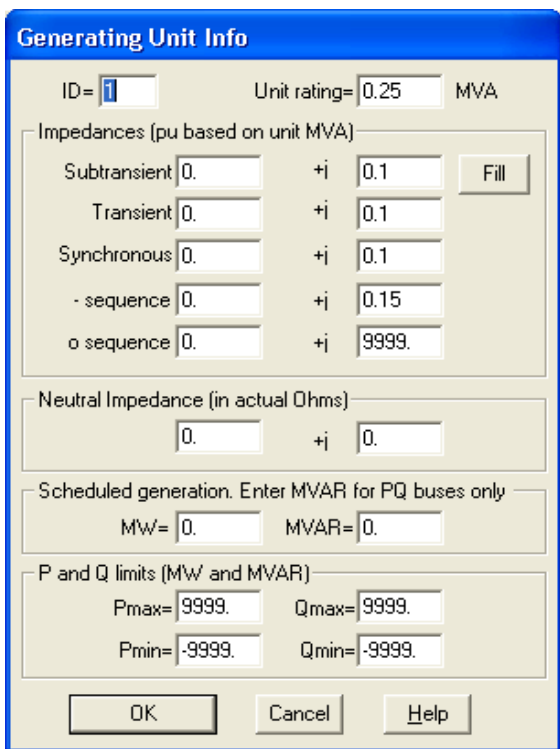 Generating Unit Info
ID= 1 Unit rating= 0.25 MVA
Impedances (pu based on unit MVA)
Subtransient 0. +j 0.1 Fill
Transient 0. +j 0.1
Synchronous 0. +j 0.1
- sequence 0. +j 0.15
o sequence 0. +j 9999.
Neutral Impedance (in actual Ohms)
0. +j 0.
Scheduled generation. Enter MVAR for PQ buses only
MW= 0. MVAR= 0.
P and Q limits (MW and MVAR)
Pmax= 9999. Qmax= 9999.
Pmin= -9999. Qmin= -9999.
OK Cancel Help